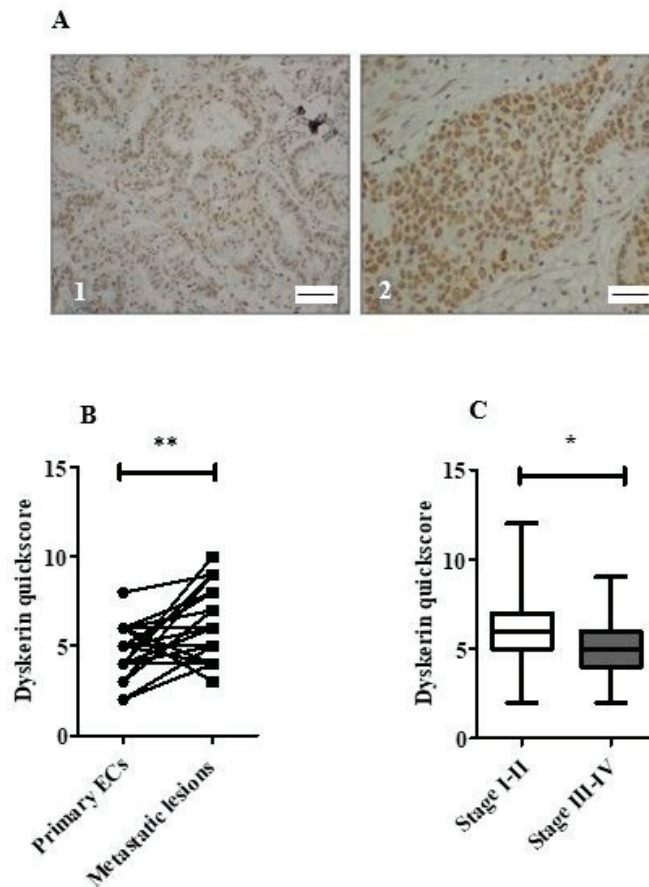 A
1
2
B
**
15
10
5
0
Dyskerin quickscore
Primary ECs
Metastatic lesions
C
*
15
10
5
0
Dyskerin quickscore
Stage I-II
Stage III-IV